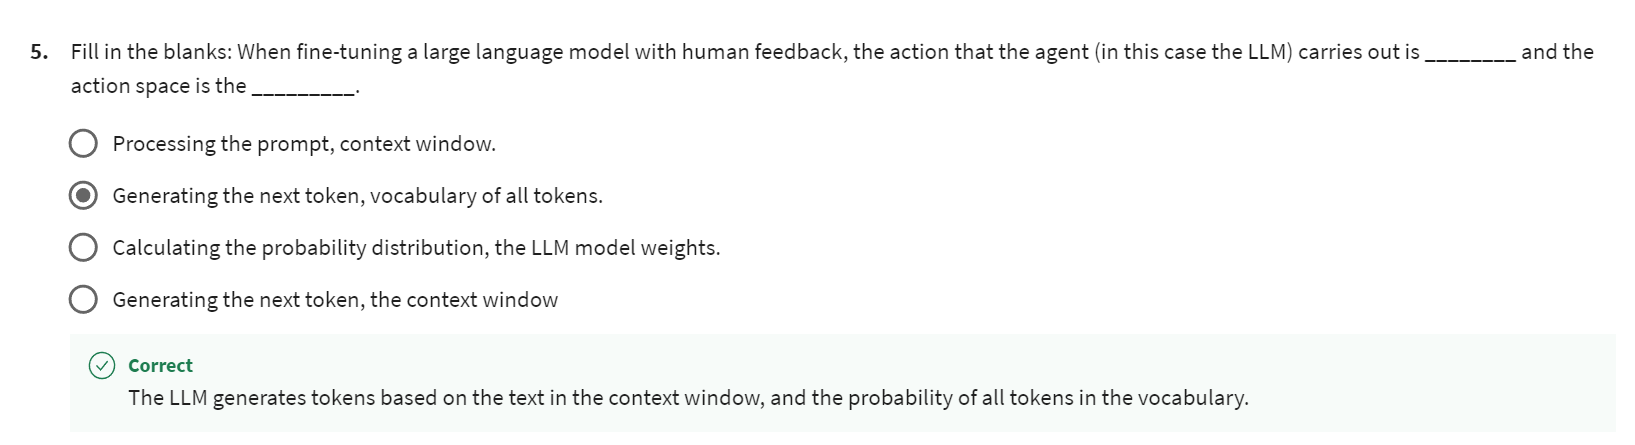 5. Fill in the blanks: When fine-tuning a large language model with human feedback, the action that the agent (in this case the LLM) carries out is ________ and the
action space is the _________.
Processing the prompt, context window.
Generating the next token, vocabulary of all tokens.
Calculating the probability distribution, the LLM model weights.
Generating the next token, the context window
Correct
The LLM generates tokens based on the text in the context window, and the probability of all tokens in the vocabulary.